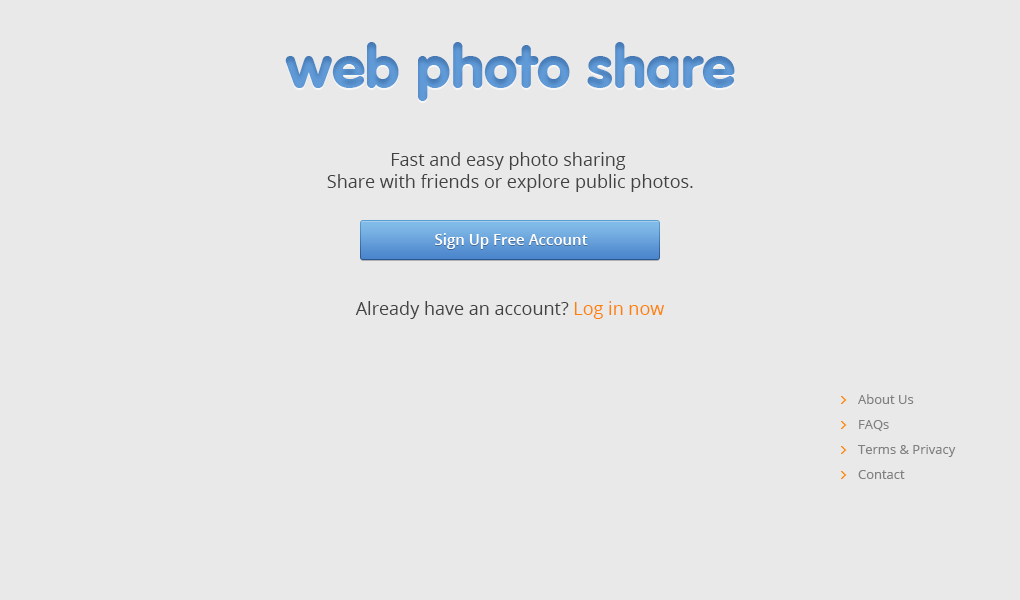 web photo share
Fast and easy photo sharing
Share with friends or explore public photos.
Sign Up Free Account
Already have an account? Log in now
About Us
FAQs
Terms & Privacy
Contact